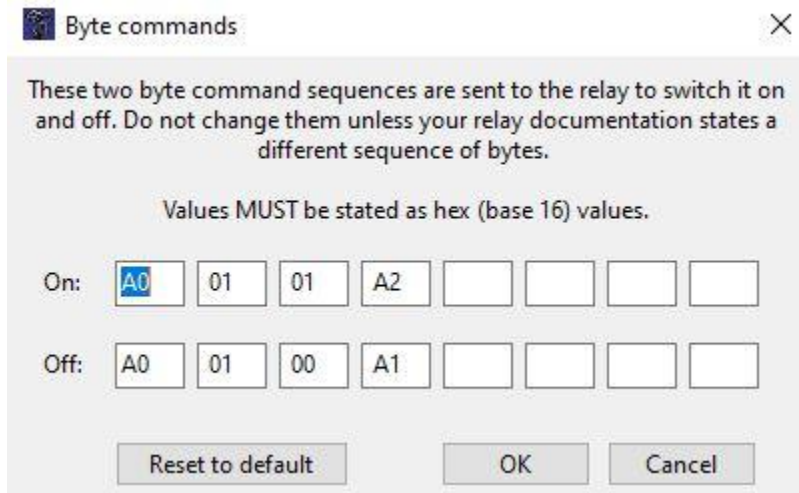 Byte commands
These two byte command sequences are sent to the relay to switch it on
and off. Do not change them unless your relay documentation states a
different sequence of bytes.
Values MUST be stated as hex (base 16) values.
On: A0 01 01 A2
Off: A0 01 00 A1
Reset to default OK Cancel